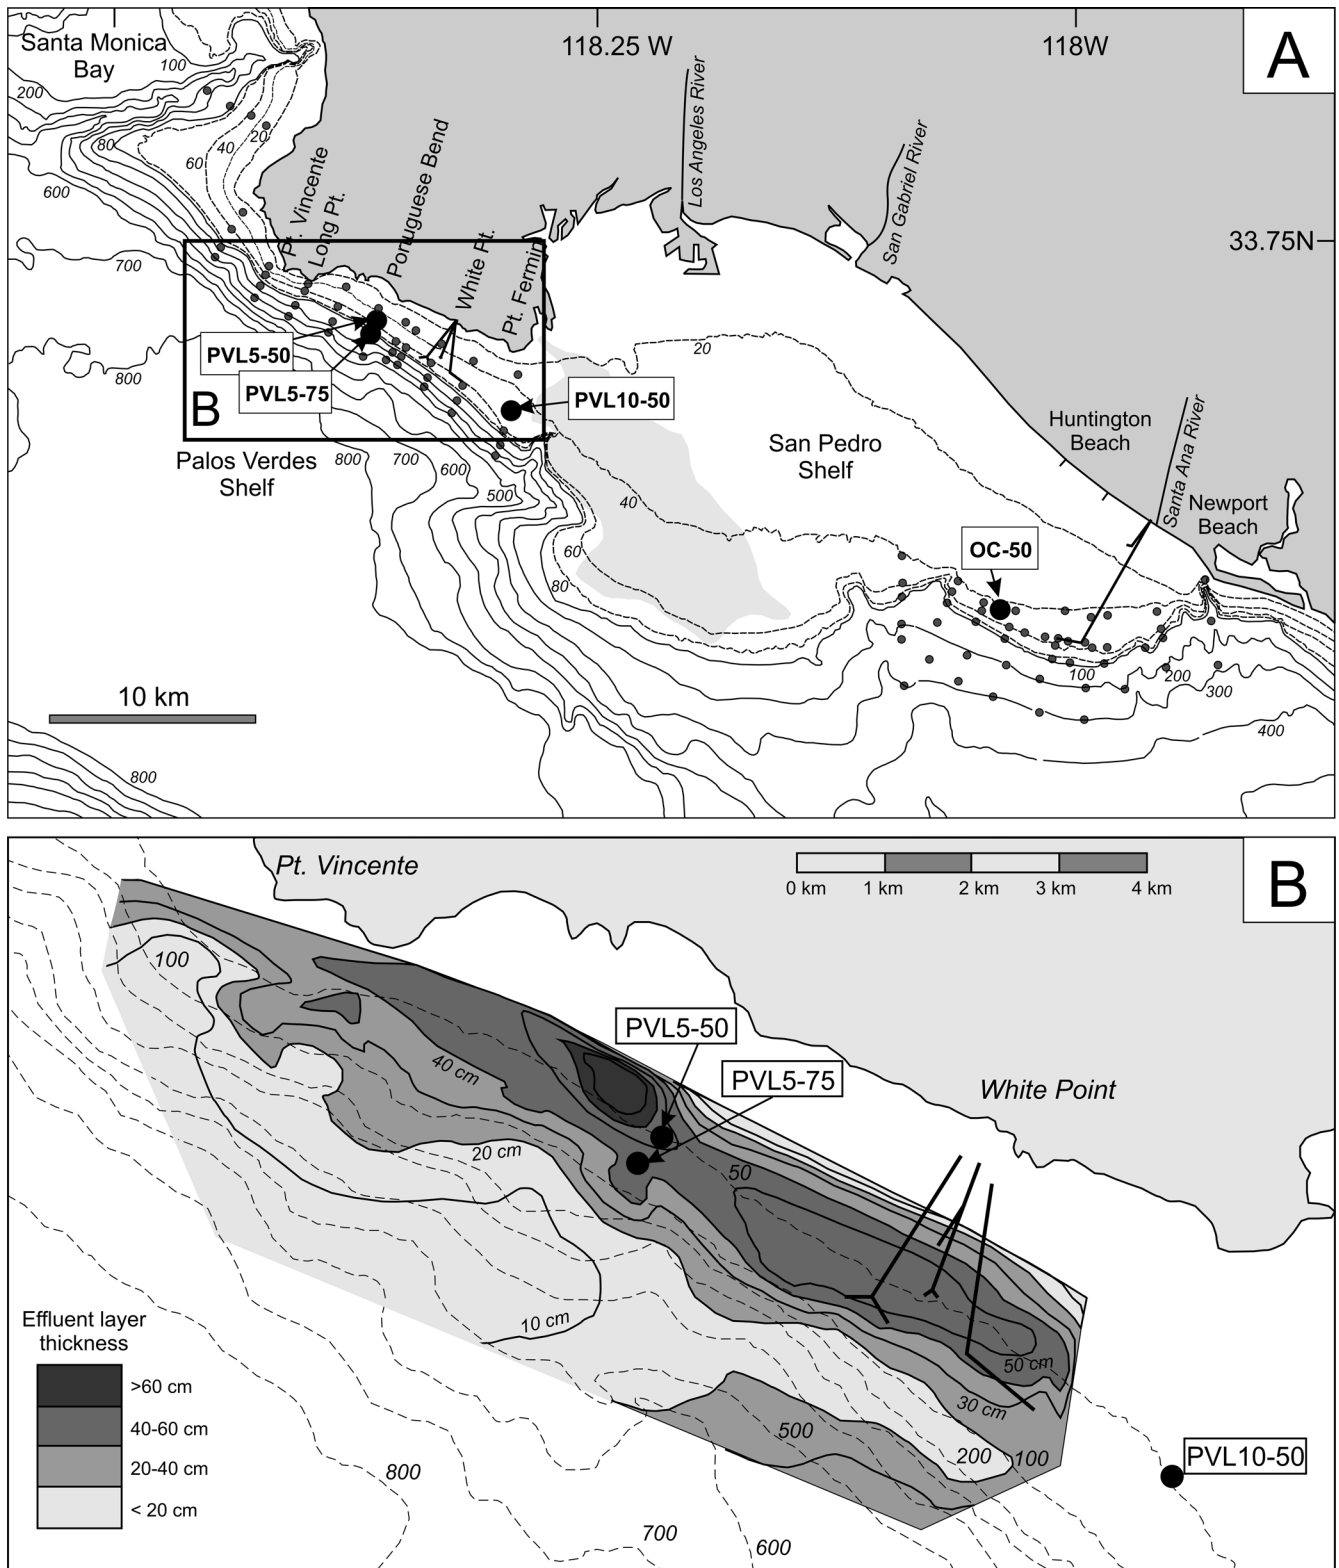 Santa Monica
Bay
118.25 W
118W
A
100
200
20
40
60
80
600
700
800
Pt. Vincente
Long Pt.
Portuguese Bend
White Pt.
Pt. Fermin
Los Angeles River
San Gabriel River
33.75N
PVL5-50
PVL5-75
B
PVL10-50
20
Palos Verdes
Shelf
800
700
600
500
40
60
80
San Pedro
Shelf
Huntington
Beach
Santa Ana River
Newport
Beach
OC-50
100
200
300
400
10 km
800
Pt. Vincente
0 km
1 km
2 km
3 km
4 km
B
100
PVL5-50
PVL5-75
40 cm
White Point
20 cm
50
10 cm
50 cm
30 cm
500
200
100
PVL10-50
800
700
600
Effluent layer
thickness
>60 cm
40-60 cm
20-40 cm
< 20 cm